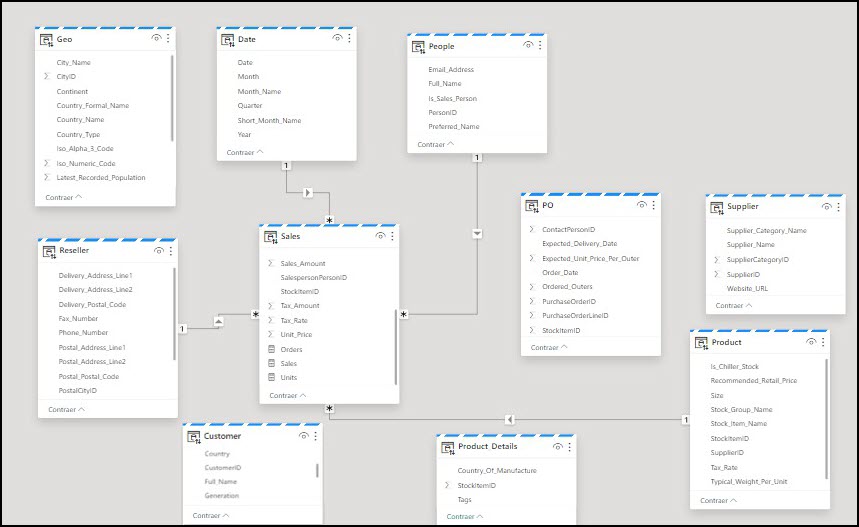 Geo
City_Name
CityID
Continent
Country_Formal_Name
Country_Name
Country_Type
Iso_Alpha_3_Code
Iso_Numeric_Code
Latest_Recorded_Population
Contraer
Date
Date
Month
Month_Name
Quarter
Short_Month_Name
Year
Contraer
1
People
Email_Address
Full_Name
Is_Sales_Person
PersonID
Preferred_Name
Contraer
1
Reseller
Delivery_Address_Line1
Delivery_Address_Line2
Delivery_Postal_Code
Fax_Number
Phone_Number
Postal_Address_Line1
Postal_Address_Line2
Postal_Postal_Code
PostalCityID
Contraer
1
*
Sales
Sales_Amount
SalespersonPersonID
StockItemID
Tax_Amount
Tax_Rate
Unit_Price
Orders
Sales
Units
Contraer
*
*
*
PO
ContactPersonID
Expected_Delivery_Date
Expected_Unit_Price_Per_Outer
Order_Date
Ordered_Outers
PurchaseOrderID
PurchaseOrderLineID
StockItemID
Contraer
Supplier
Supplier_Category_Name
Supplier_Name
SupplierCategoryID
SupplierID
Website_URL
Contraer
1
Product
Is_Chiller_Stock
Recommended_Retail_Price
Size
Stock_Group_Name
Stock_Item_Name
StockItemID
SupplierID
Tax_Rate
Typical_Weight_Per_Unit
Contraer
Customer
Country
CustomerID
Full_Name
Generation
Contraer
Product_Details
Country_Of_Manufacture
StockItemID
Tags
Contraer